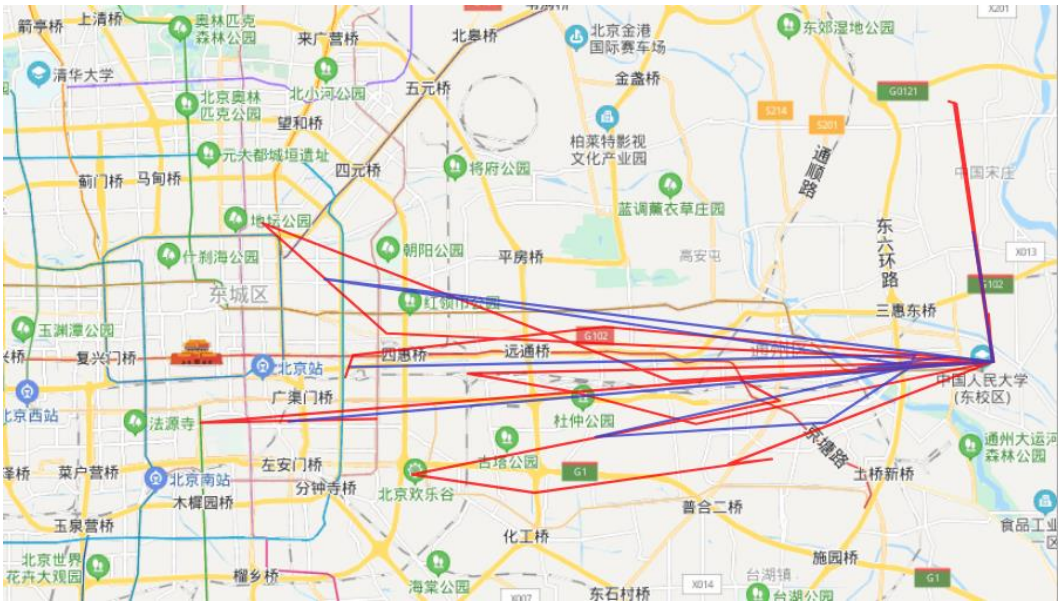 箭亭桥
上清桥
奥林匹克
森林公园
来广营桥
北皋桥
北京金港
国际赛车场
东郊湿地公园
X201
清华大学
北京奥林
匹克公园
北小河公园
五元桥
金盏桥
G0121
望和桥
柏莱特影视
文化产业园
S214
S201
通顺路
元大都城垣遗址
四元桥
将府公园
中国宋庄
蓟门桥
马甸桥
蓝调薰衣草庄园
地坛公园
东六环路
什刹海公园
朝阳公园
平房桥
高安屯
X013
G102
东城区
红领巾公园
三惠东桥
玉渊潭公园
G102
复兴门桥
四惠桥
远通桥
北京站
中国人民大学
(东校区)
北京西站
广渠门桥
杜仲公园
法源寺
京塘路
通州大运河
森林公园
菜户营桥
左安门桥
古塔公园
G1
土桥新桥
北京南站
分钟寺桥
北京欢乐谷
木樨园桥
普合二桥
玉泉营桥
化工桥
食品工业
区
北京世界
花卉大观园
榴乡桥
海棠公园
施园桥
台湖镇
G1
X007
东石村桥
X014
台湖公园